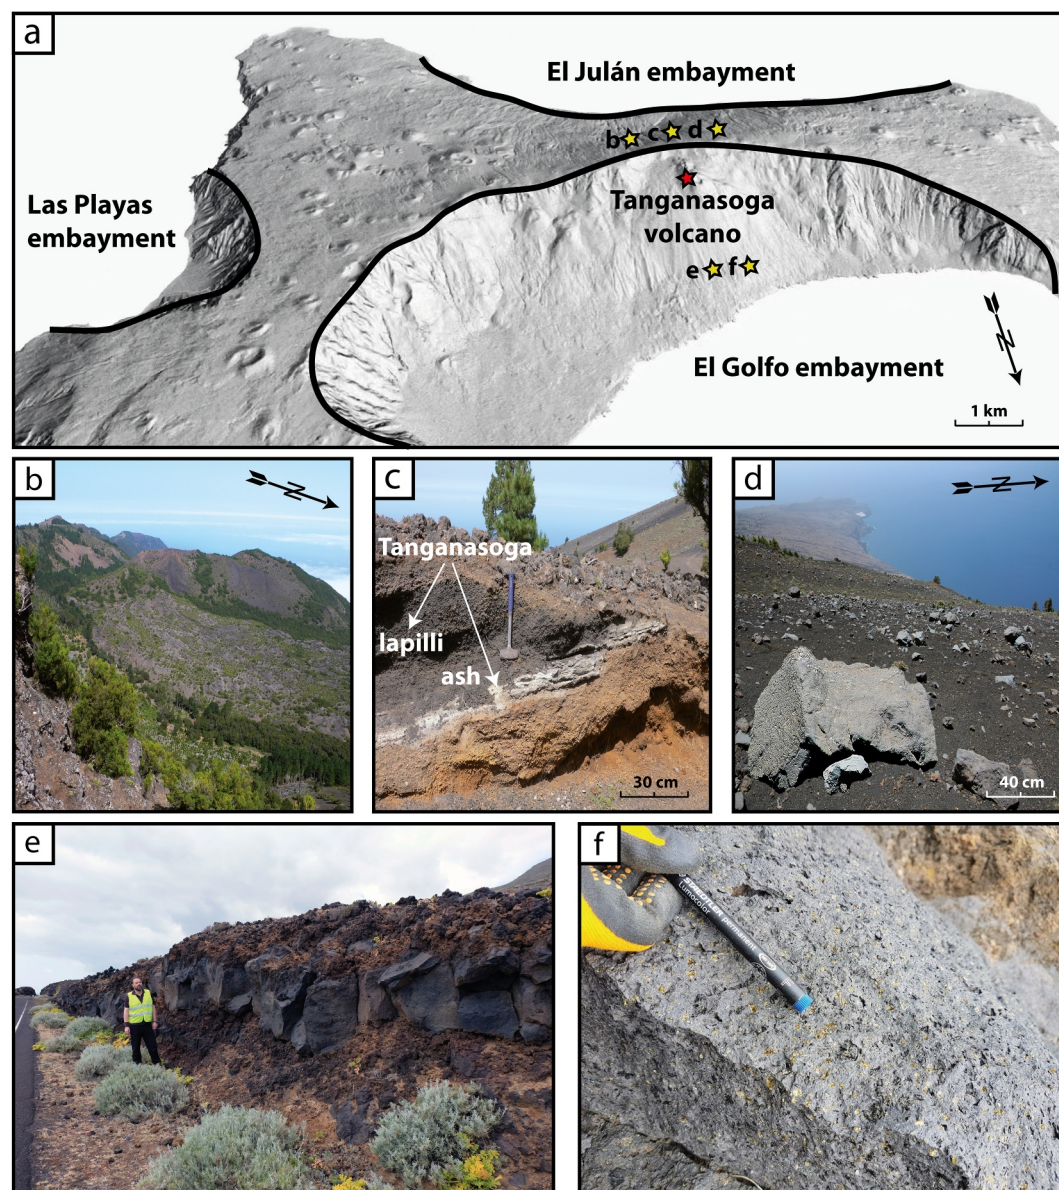 a
El Julán embayment
b
c
d
Las Playas
embayment
Tanganasoga
volcano
e
f
El Golfo embayment
N
1 km
b
N
c
Tanganasoga
lapilli
ash
30 cm
d
N
40 cm
e
f
STAEDTLER permanent
Lumocolor